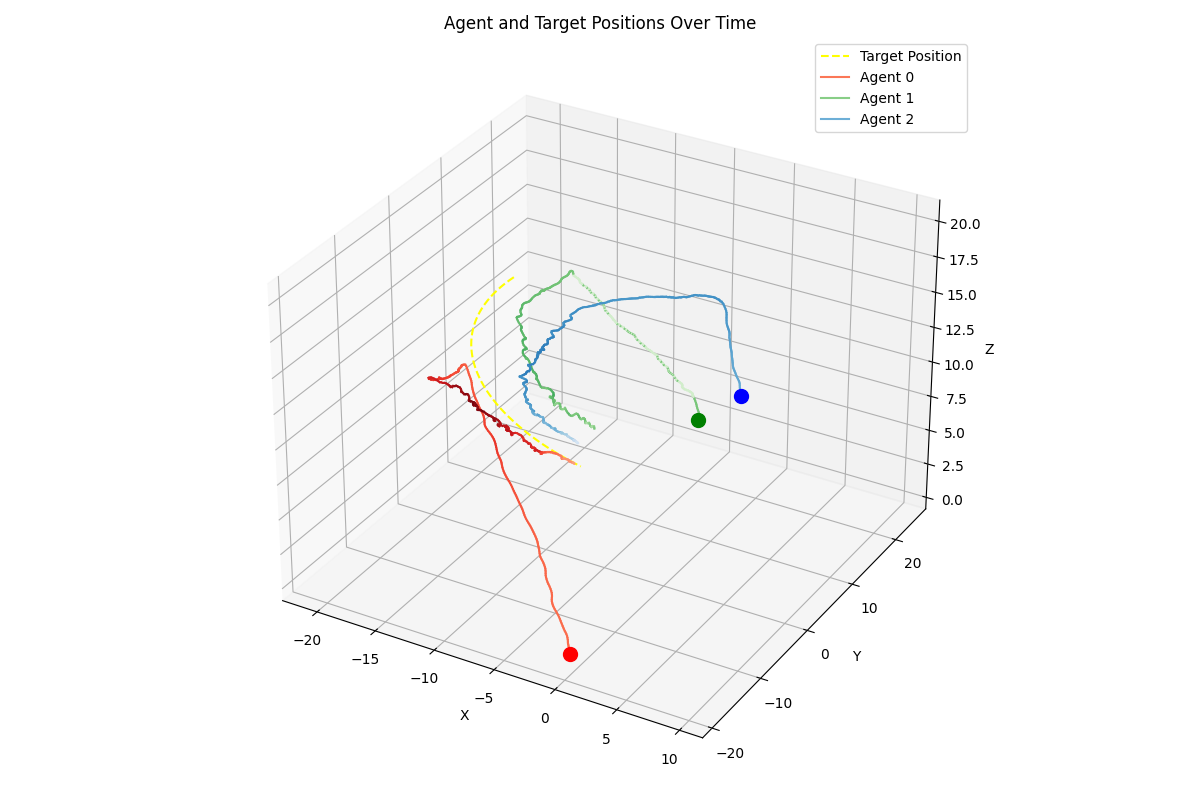 Agent and Target Positions Over Time
Target Position
Agent 0
Agent 1
Agent 2
20.0
17.5
15.0
12.5
10.0
7.5
5.0
2.5
0.0
Z
20
10
0
−10
−20
Y
−20
−15
−10
−5
0
5
10
X